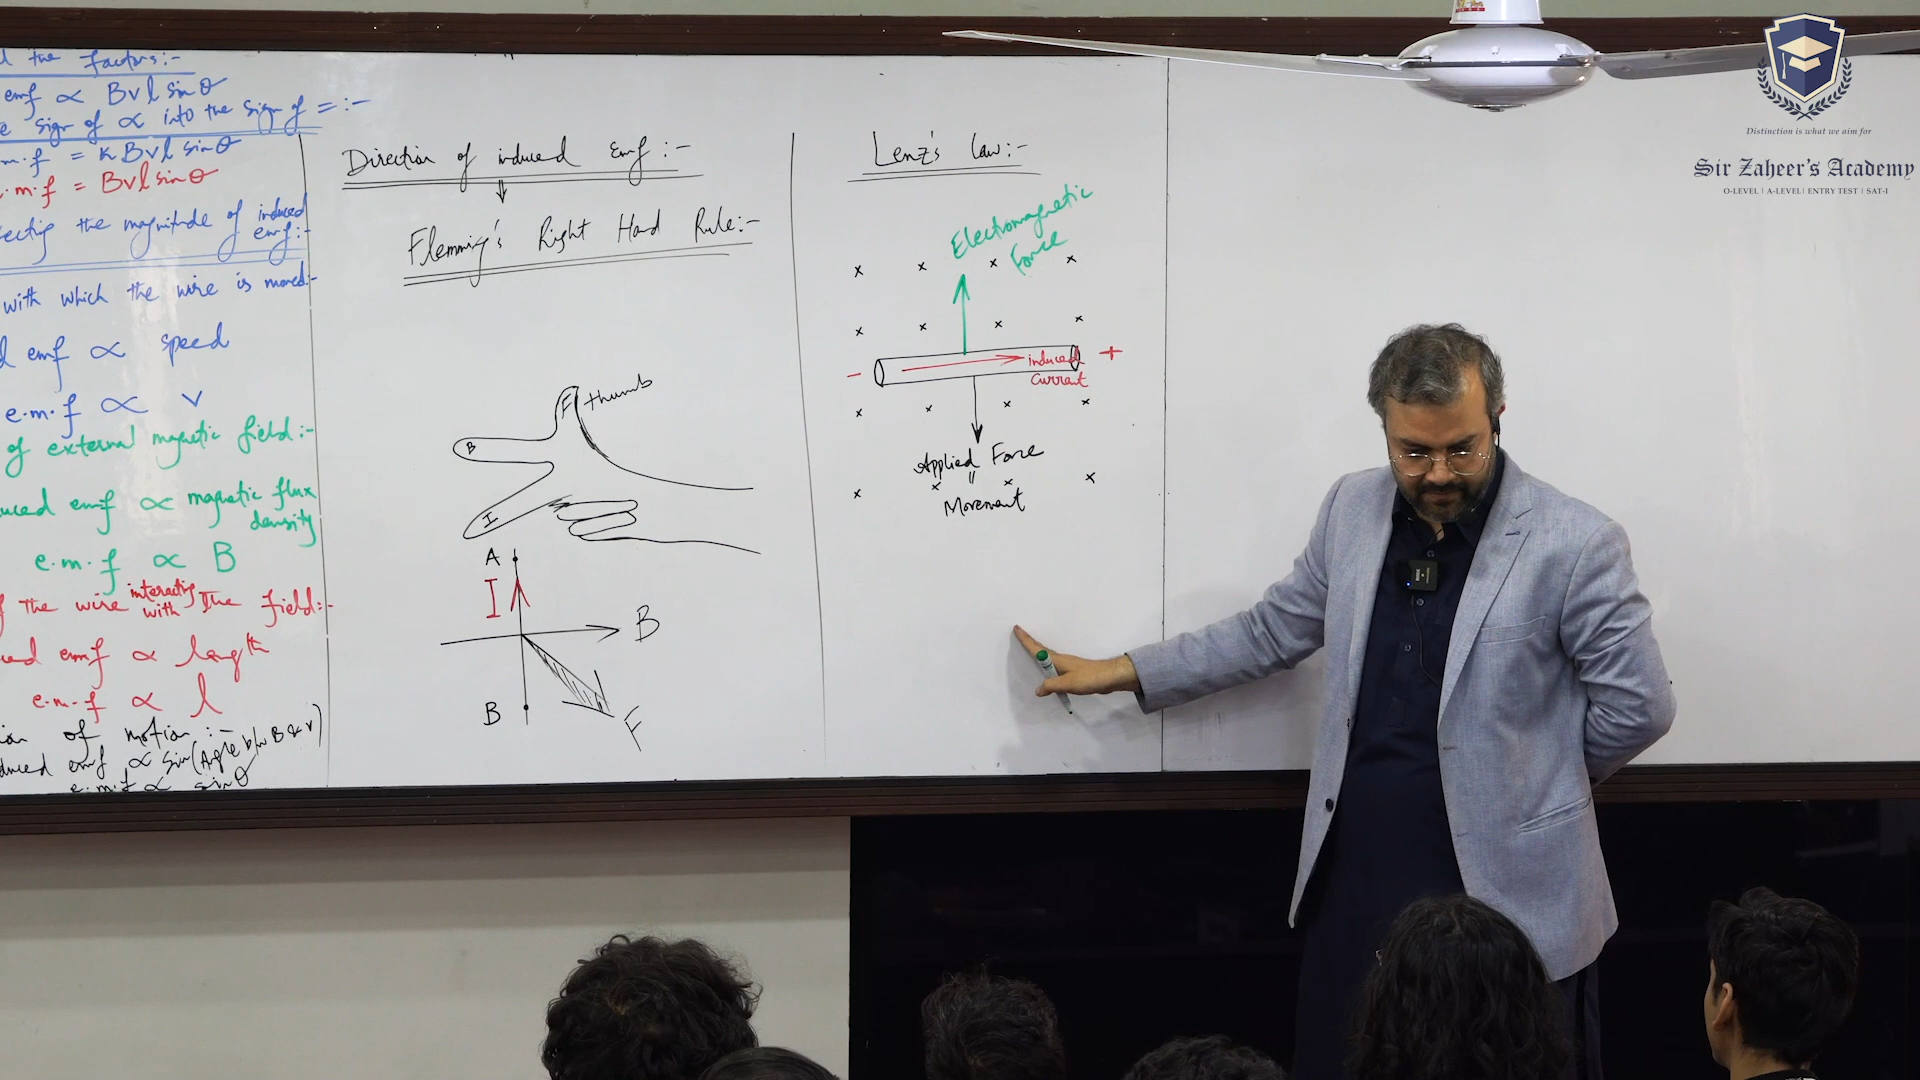 the factors:-
emf ∝ Bvl sin θ
sign of ∝ into the sign of = :-
m.f = K Bvl sin θ
.m.f = Bvl sin θ
the magnitude of induced emf:-
with which the wire is moved:-
emf ∝ speed
e.m.f ∝ v
of external magnetic field:-
emf ∝ magnetic flux density
e.m.f ∝ B
the wire interacting with the field:-
emf ∝ length
e.m.f ∝ l
of motion:-
emf ∝ Sin(Angle b/w B & v)
e.m.f ∝ sin θ
Direction of induced Emf:-
Flemming's Right Hand Rule:-
F thumb
B
I
A
I
B
B
F
Lenz's Law:-
Electromagnetic
Force
- induced +
Current
Applied Force
=
Movement
Distinction is what we aim for
Sir Zaheer's Academy
O-LEVEL | A-LEVEL | ENTRY TEST | SAT-I